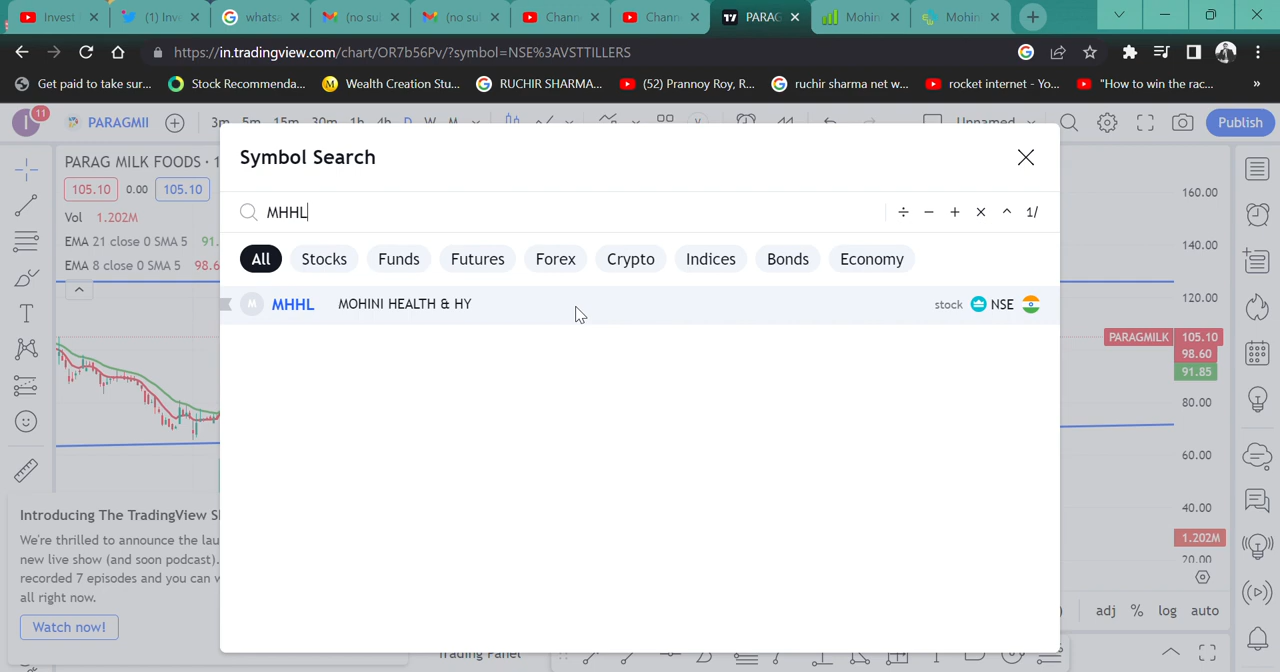 Invest
(1) Inv
whatsa
(no sul
(no su
Chann
Chann
PARAG
Mohin
Mohin
https://in.tradingview.com/chart/OR7b56Pv/?symbol=NSE%3AVSTTILLERS
Get paid to take sur...
Stock Recommenda...
Wealth Creation Stu...
RUCHIR SHARMA...
(52) Prannoy Roy, R...
ruchir sharma net w...
rocket internet - Yo...
"How to win the rac...
»
I 11 PARAGMII 3m 5m 15m 30m 1h 4h D W M Unnamed Publish
Symbol Search
PARAG MILK FOODS · 1
105.10 0.00 105.10
Vol 1.202M
EMA 21 close 0 SMA 5 91.
EMA 8 close 0 SMA 5 98.6
MHHL ÷ − + × ^ 1/
All Stocks Funds Futures Forex Crypto Indices Bonds Economy
M MHHL MOHINI HEALTH & HY stock NSE
160.00
140.00
120.00
PARAGMILK 105.10
98.60
91.85
80.00
60.00
40.00
1.202M
20.00
Introducing The TradingView S
We're thrilled to announce the lau
new live show (and soon podcast).
recorded 7 episodes and you can w
all right now.
Watch now!
) adj % log auto
Trading Panel